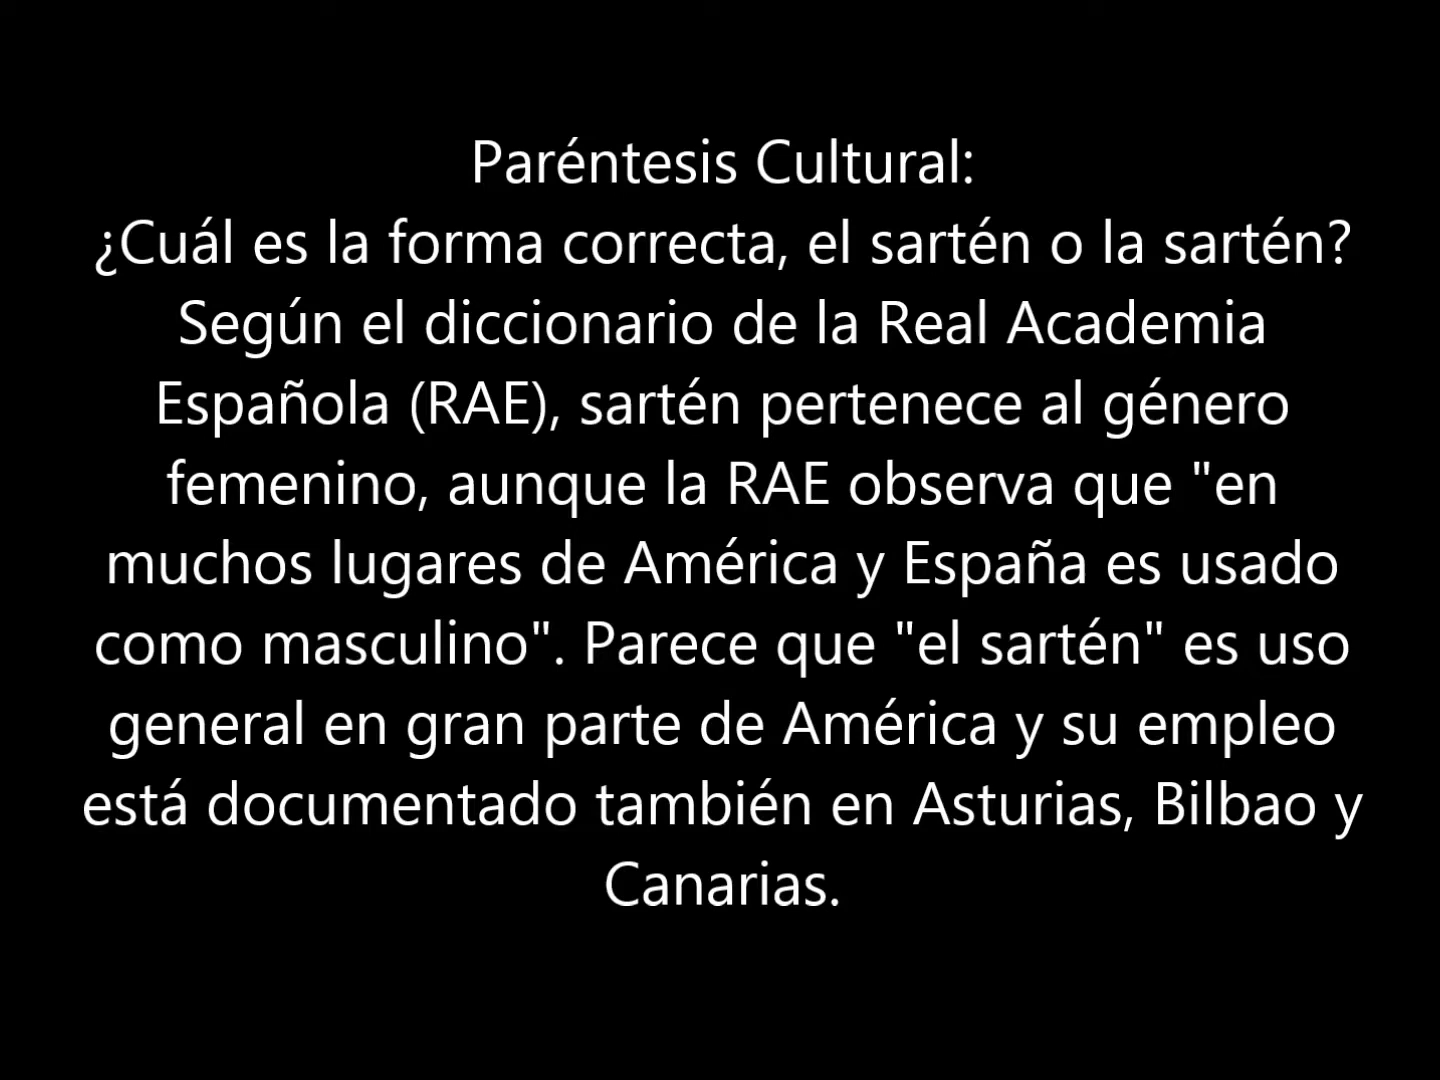 Paréntesis Cultural:
¿Cuál es la forma correcta, el sartén o la sartén?
Según el diccionario de la Real Academia
Española (RAE), sartén pertenece al género
femenino, aunque la RAE observa que "en
muchos lugares de América y España es usado
como masculino". Parece que "el sartén" es uso
general en gran parte de América y su empleo
está documentado también en Asturias, Bilbao y
Canarias.